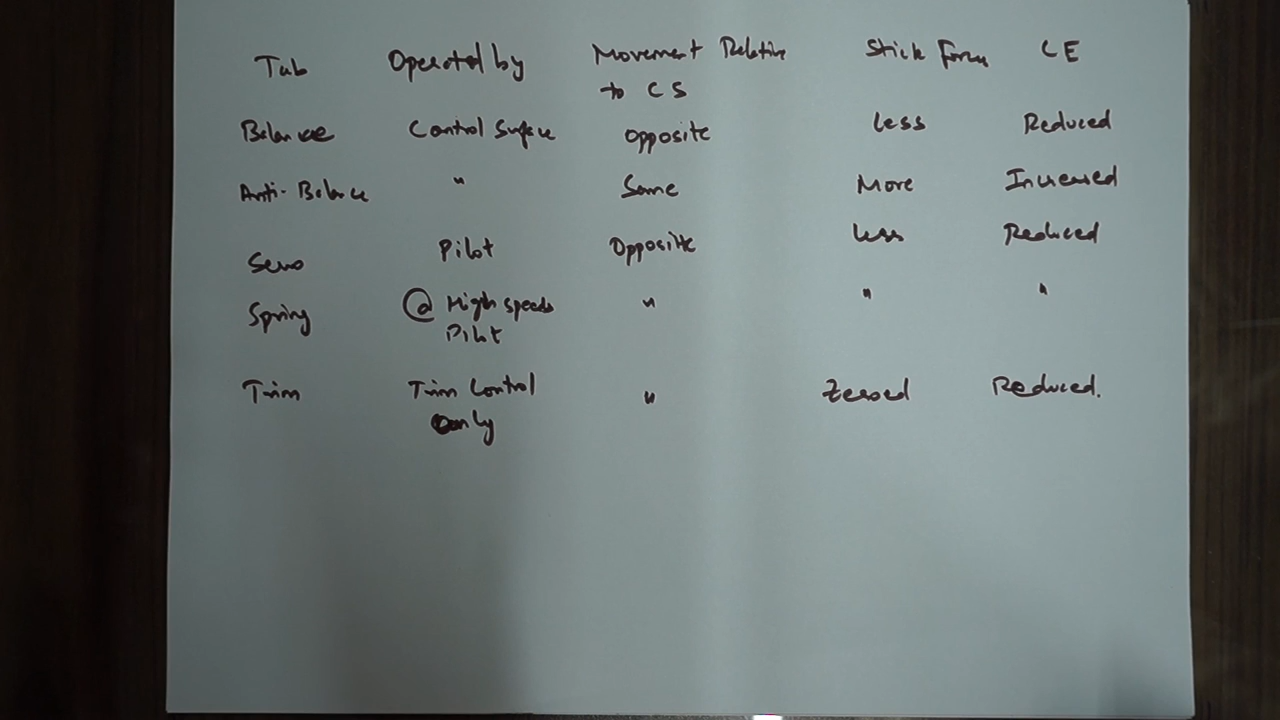 Tab Operated by Movement Relative Stick Force CE
to CS
Balance Control Surface opposite Less Reduced
Anti-Balance " Same More Increased
Servo Pilot Opposite Less Reduced
Spring @ High speeds " " "
Pilot
Trim Trim Control " Zeroed Reduced.
Only